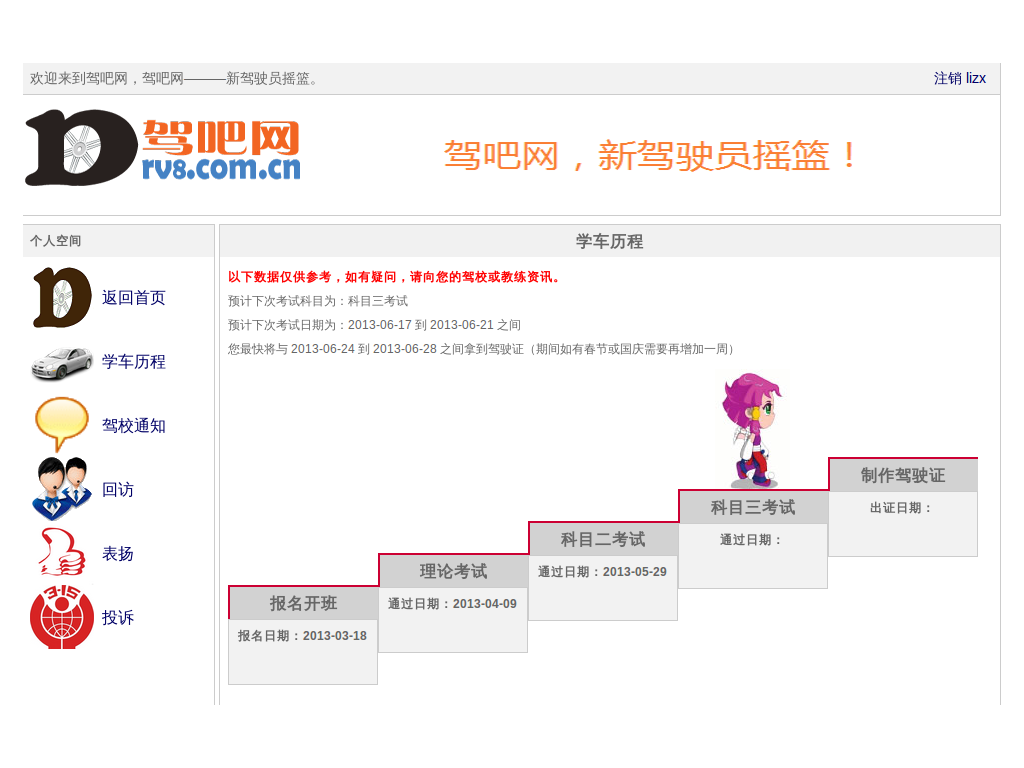 欢迎来到驾吧网，驾吧网———新驾驶员摇篮。
注销 lizx
驾吧网
rv8.com.cn
驾吧网，新驾驶员摇篮！
个人空间
返回首页
学车历程
驾校通知
回访
表扬
3·15
投诉
学车历程
以下数据仅供参考，如有疑问，请向您的驾校或教练资讯。
预计下次考试科目为：科目三考试
预计下次考试日期为：2013-06-17 到 2013-06-21 之间
您最快将与 2013-06-24 到 2013-06-28 之间拿到驾驶证（期间如有春节或国庆需要再增加一周）
报名开班
报名日期：2013-03-18
理论考试
通过日期：2013-04-09
科目二考试
通过日期：2013-05-29
科目三考试
通过日期：
制作驾驶证
出证日期：